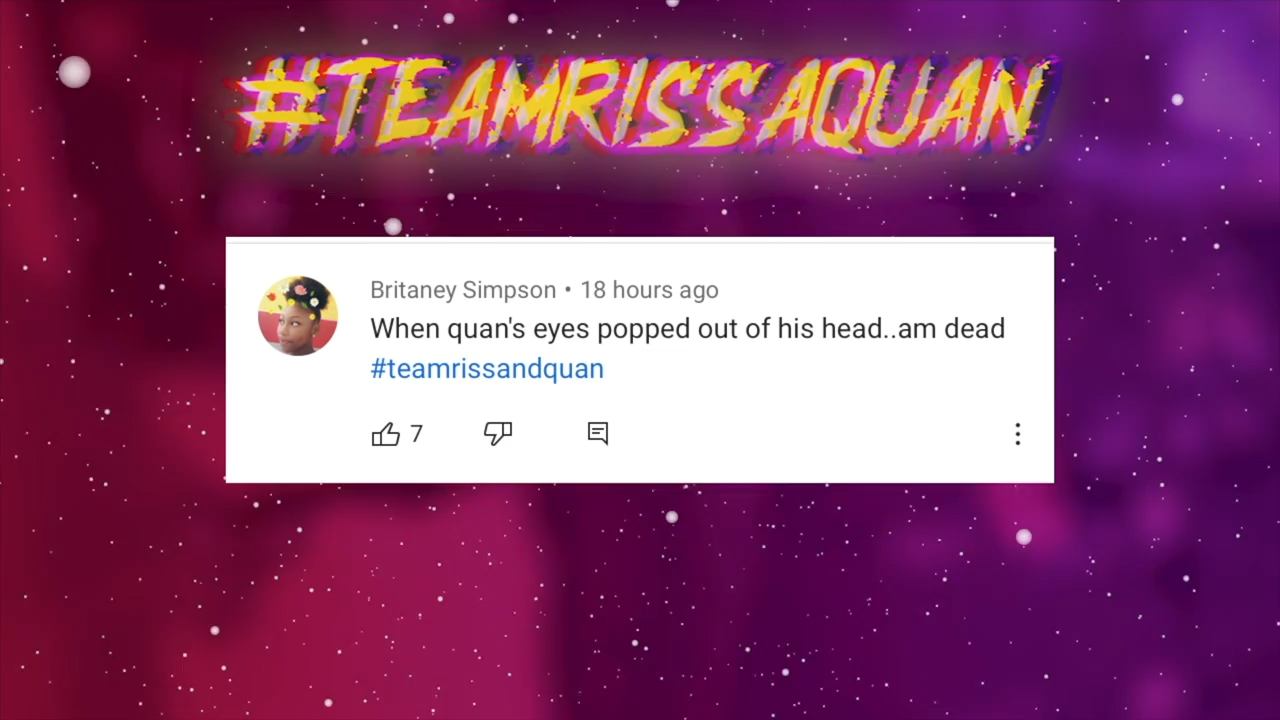 #TEAMRISSAQUAN
Britaney Simpson • 18 hours ago
When quan's eyes popped out of his head..am dead
#teamrissandquan
7